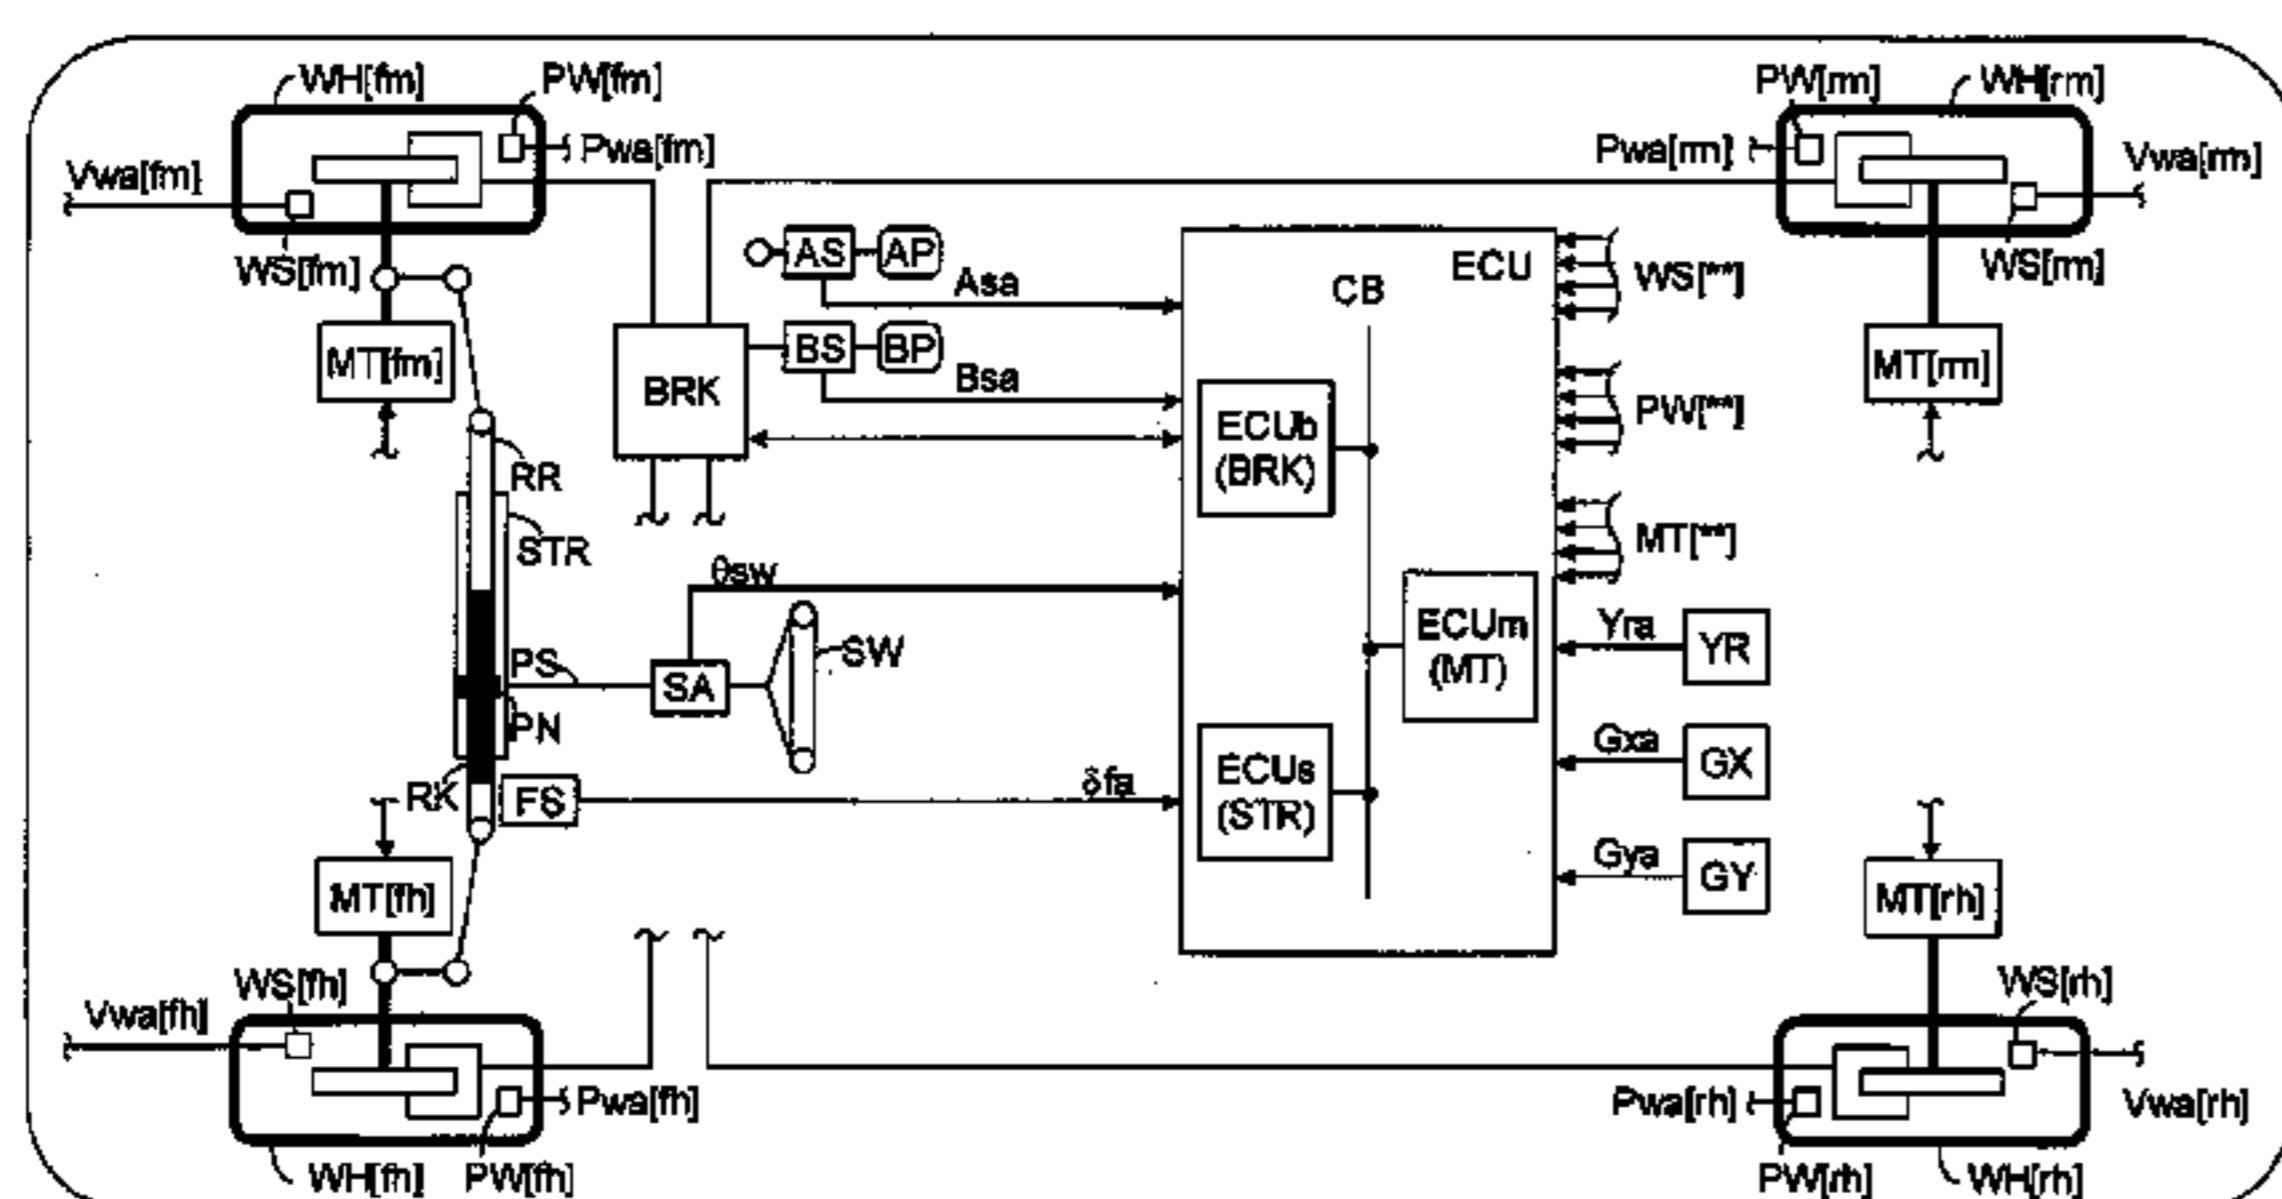 WH[fm]
PW[fm]
PW[rm]
WH[rm]
Vwa[fm]
Pwa[fm]
Pwa[rm]
Vwa[rm]
WS[fm]
AS
AP
Asa
CB
ECU
WS[**]
WS[rm]
MT[fm]
BRK
BS
BP
Bsa
MT[rm]
PW[**]
ECUb
(BRK)
RR
STR
MT[**]
θsw
ECUm
(MT)
Yra
YR
PS
SA
SW
PN
Gxa
GX
RK
FS
δfa
ECUs
(STR)
MT[fh]
Gya
GY
MT[rh]
WS[fh]
WS[rh]
Vwa[fh]
Pwa[fh]
Pwa[rh]
Vwa[rh]
WH[fh]
PW[fh]
PW[rh]
WH[rh]